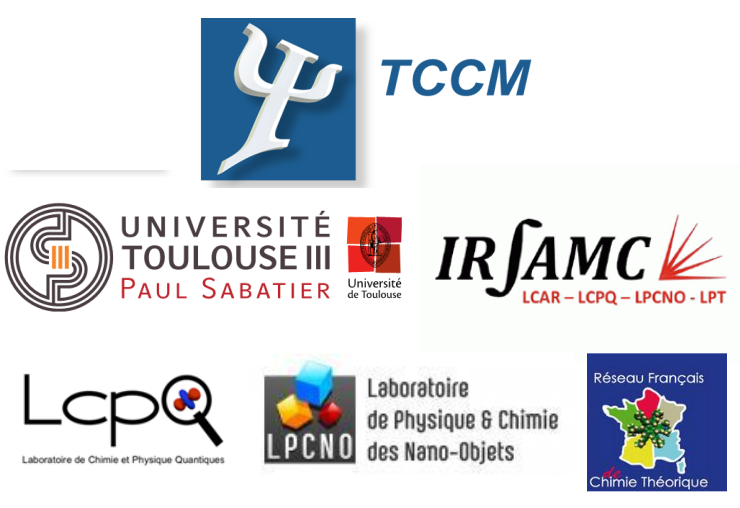 Ψ
TCCM
UNIVERSITÉ
TOULOUSE III
PAUL SABATIER
Université
de Toulouse
IRSAMC
LCAR – LCPQ – LPCNO - LPT
LcpQ
Laboratoire de Chimie et Physique Quantiques
LPCNO
Laboratoire
de Physique & Chimie
des Nano-Objets
Réseau Français
de
Chimie Théorique